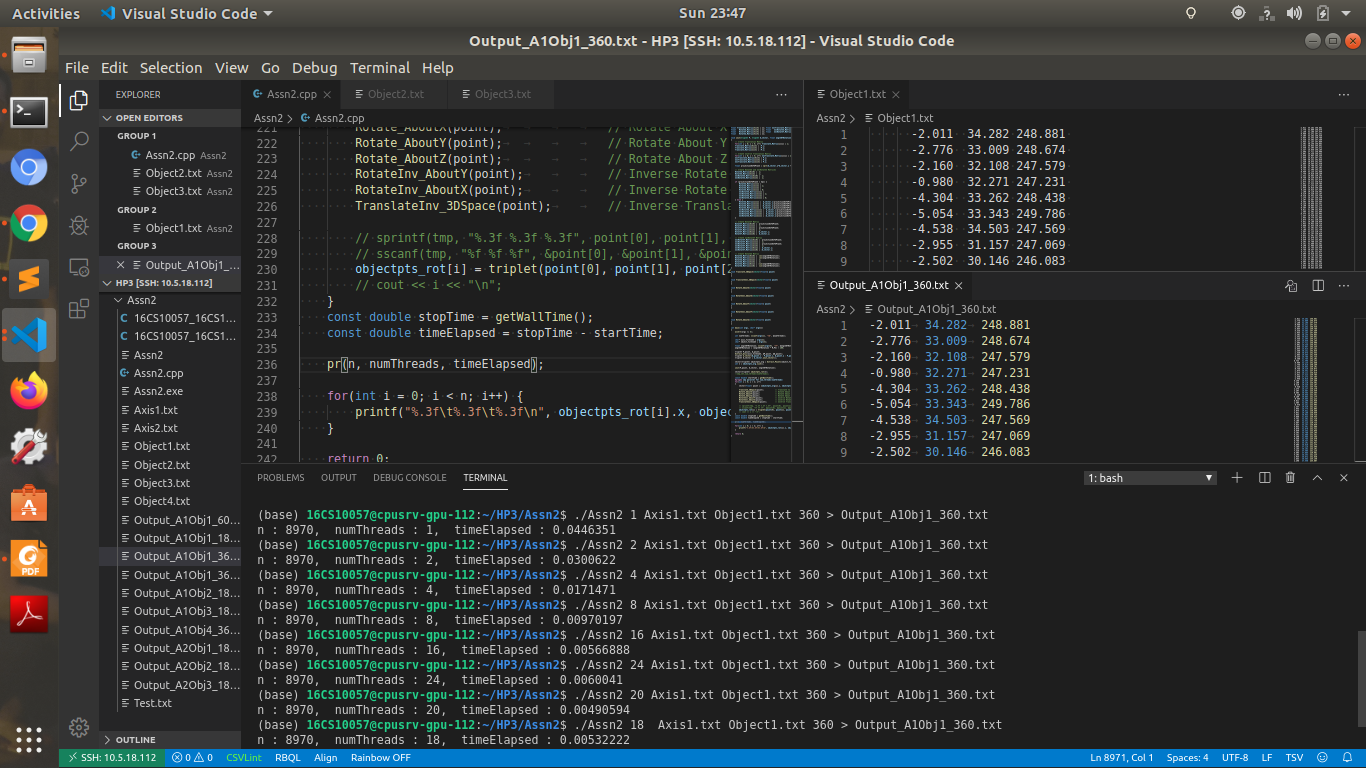 Activities Visual Studio Code Sun 23:47
Output_A1Obj1_360.txt - HP3 [SSH: 10.5.18.112] - Visual Studio Code
File Edit Selection View Go Debug Terminal Help
EXPLORER
OPEN EDITORS
GROUP 1
Assn2.cpp Assn2
Object2.txt Assn2
Object3.txt Assn2
GROUP 2
Object1.txt Assn2
GROUP 3
Output_A1Obj1_...
HP3 [SSH: 10.5.18.112]
Assn2
16CS10057_16CS1...
16CS10057_16CS1...
Assn2
Assn2.cpp
Assn2.exe
Axis1.txt
Axis2.txt
Object1.txt
Object2.txt
Object3.txt
Object4.txt
Output_A1Obj1_60...
Output_A1Obj1_18...
Output_A1Obj1_36...
Output_A1Obj1_36...
Output_A1Obj2_18...
Output_A1Obj3_18...
Output_A1Obj4_36...
Output_A2Obj1_18...
Output_A2Obj2_18...
Output_A2Obj3_18...
Test.txt
OUTLINE
PDF
Assn2.cpp Object2.txt Object3.txt
Assn2 > Assn2.cpp
221 Rotate_AboutX(point); // Rotate About X
222 Rotate_AboutY(point); // Rotate About Y
223 Rotate_AboutZ(point); // Rotate About Z
224 RotateInv_AboutY(point); // Inverse Rotate
225 RotateInv_AboutX(point); // Inverse Rotate
226 TranslateInv_3DSpace(point); // Inverse Transla
227
228 // sprintf(tmp, "%.3f %.3f %.3f", point[0], point[1],
229 // sscanf(tmp, "%f %f %f", &point[0], &point[1], &poi
230 objectpts_rot[i] = triplet(point[0], point[1], point[2
231 // cout << i << "\n";
232 }
233 const double stopTime = getWallTime();
234 const double timeElapsed = stopTime - startTime;
235
236 pr(n, numThreads, timeElapsed);
237
238 for(int i = 0; i < n; i++) {
239 printf("%.3f\t%.3f\t%.3f\n", objectpts_rot[i].x, objec
240 }
241
242 return 0;
Object1.txt
Assn2 > Object1.txt
1 -2.011 34.282 248.881
2 -2.776 33.009 248.674
3 -2.160 32.108 247.579
4 -0.980 32.271 247.231
5 -4.304 33.262 248.438
6 -5.054 33.343 249.786
7 -4.538 34.503 247.569
8 -2.955 31.157 247.069
9 -2.502 30.146 246.083
Output_A1Obj1_360.txt
Assn2 > Output_A1Obj1_360.txt
1 -2.011 34.282 248.881
2 -2.776 33.009 248.674
3 -2.160 32.108 247.579
4 -0.980 32.271 247.231
5 -4.304 33.262 248.438
6 -5.054 33.343 249.786
7 -4.538 34.503 247.569
8 -2.955 31.157 247.069
9 -2.502 30.146 246.083
PROBLEMS OUTPUT DEBUG CONSOLE TERMINAL 1: bash
(base) 16CS10057@cpusrv-gpu-112:~/HP3/Assn2$ ./Assn2 1 Axis1.txt Object1.txt 360 > Output_A1Obj1_360.txt
n : 8970, numThreads : 1, timeElapsed : 0.0446351
(base) 16CS10057@cpusrv-gpu-112:~/HP3/Assn2$ ./Assn2 2 Axis1.txt Object1.txt 360 > Output_A1Obj1_360.txt
n : 8970, numThreads : 2, timeElapsed : 0.0300622
(base) 16CS10057@cpusrv-gpu-112:~/HP3/Assn2$ ./Assn2 4 Axis1.txt Object1.txt 360 > Output_A1Obj1_360.txt
n : 8970, numThreads : 4, timeElapsed : 0.0171471
(base) 16CS10057@cpusrv-gpu-112:~/HP3/Assn2$ ./Assn2 8 Axis1.txt Object1.txt 360 > Output_A1Obj1_360.txt
n : 8970, numThreads : 8, timeElapsed : 0.00970197
(base) 16CS10057@cpusrv-gpu-112:~/HP3/Assn2$ ./Assn2 16 Axis1.txt Object1.txt 360 > Output_A1Obj1_360.txt
n : 8970, numThreads : 16, timeElapsed : 0.00566888
(base) 16CS10057@cpusrv-gpu-112:~/HP3/Assn2$ ./Assn2 24 Axis1.txt Object1.txt 360 > Output_A1Obj1_360.txt
n : 8970, numThreads : 24, timeElapsed : 0.0060041
(base) 16CS10057@cpusrv-gpu-112:~/HP3/Assn2$ ./Assn2 20 Axis1.txt Object1.txt 360 > Output_A1Obj1_360.txt
n : 8970, numThreads : 20, timeElapsed : 0.00490594
(base) 16CS10057@cpusrv-gpu-112:~/HP3/Assn2$ ./Assn2 18 Axis1.txt Object1.txt 360 > Output_A1Obj1_360.txt
n : 8970, numThreads : 18, timeElapsed : 0.00532222
SSH: 10.5.18.112 0 0 CSVLint RBQL Align Rainbow OFF Ln 8971, Col 1 Spaces: 4 UTF-8 LF TSV